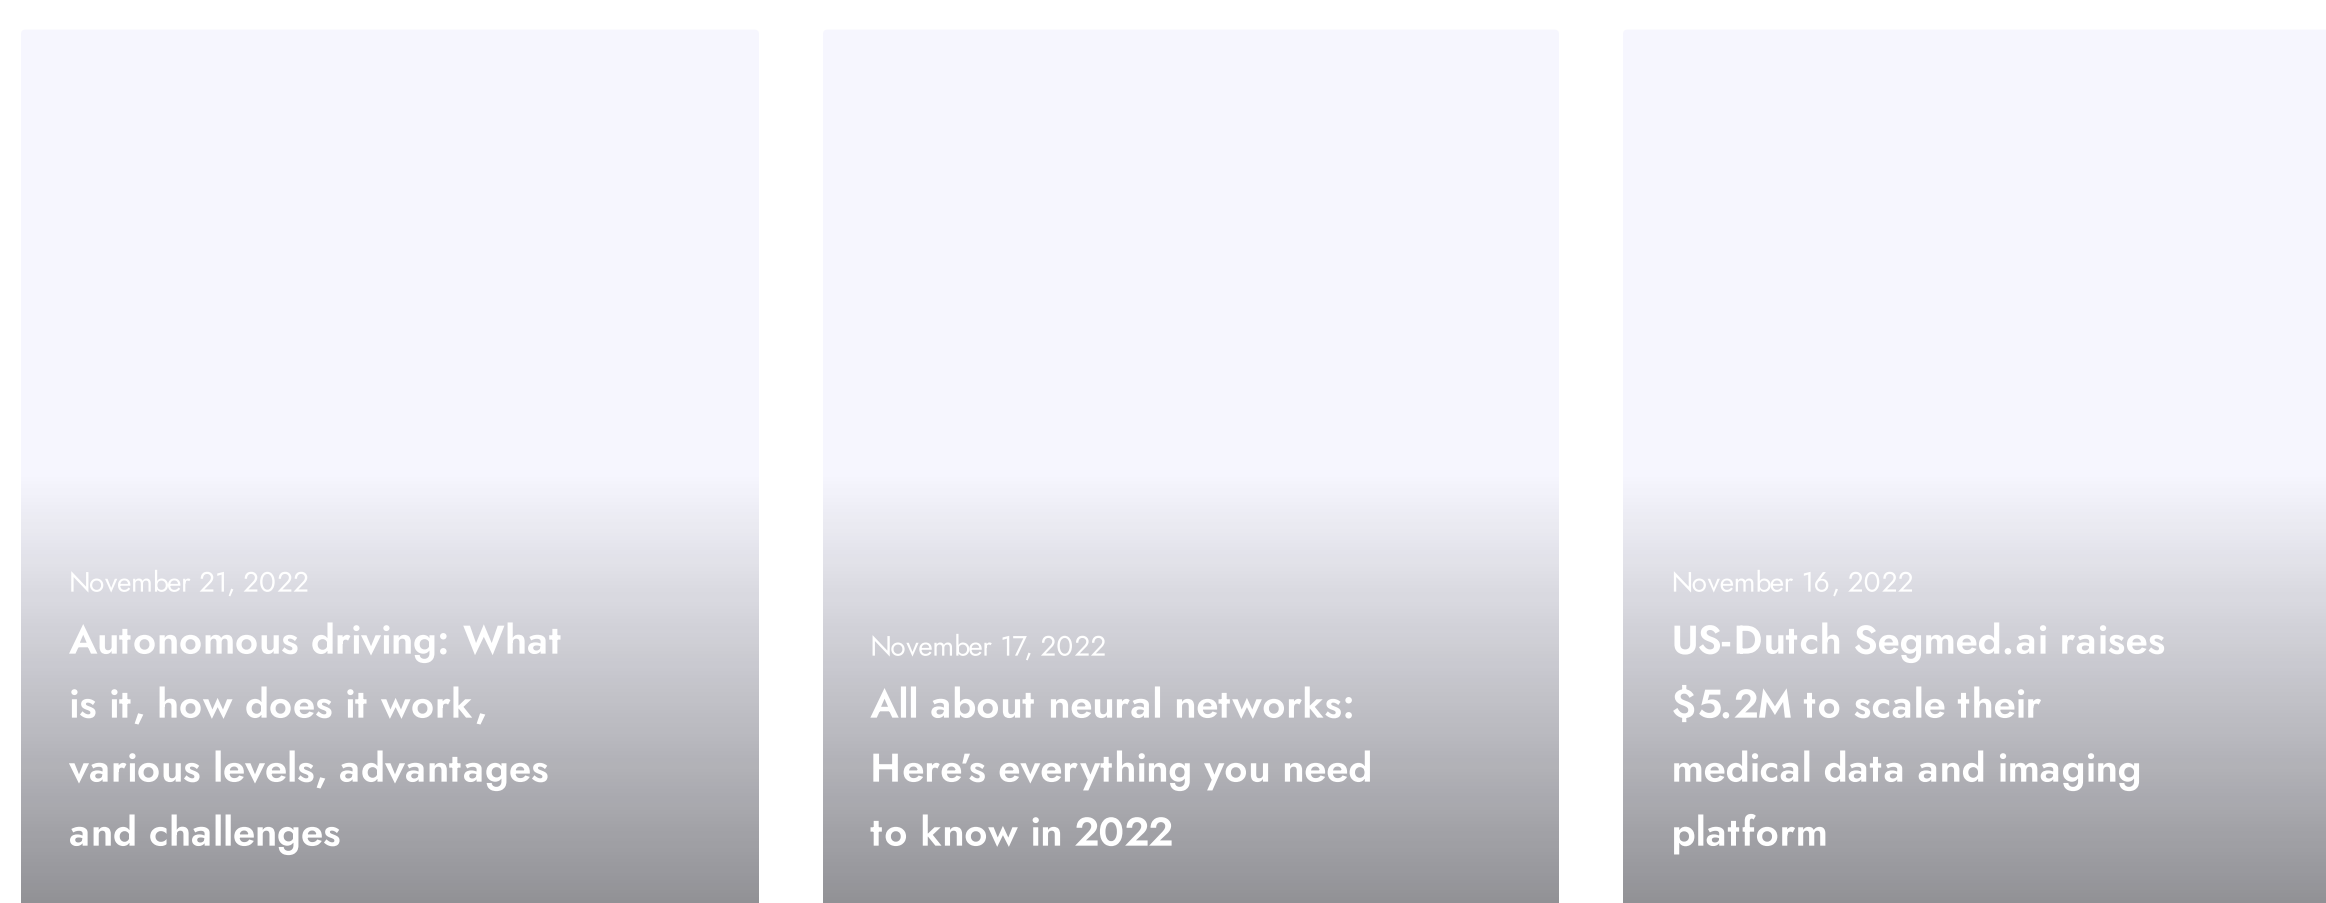 November 21, 2022
Autonomous driving: What
is it, how does it work,
various levels, advantages
and challenges
November 17, 2022
All about neural networks:
Here’s everything you need
to know in 2022
November 16, 2022
US-Dutch Segmed.ai raises
$5.2M to scale their
medical data and imaging
platform